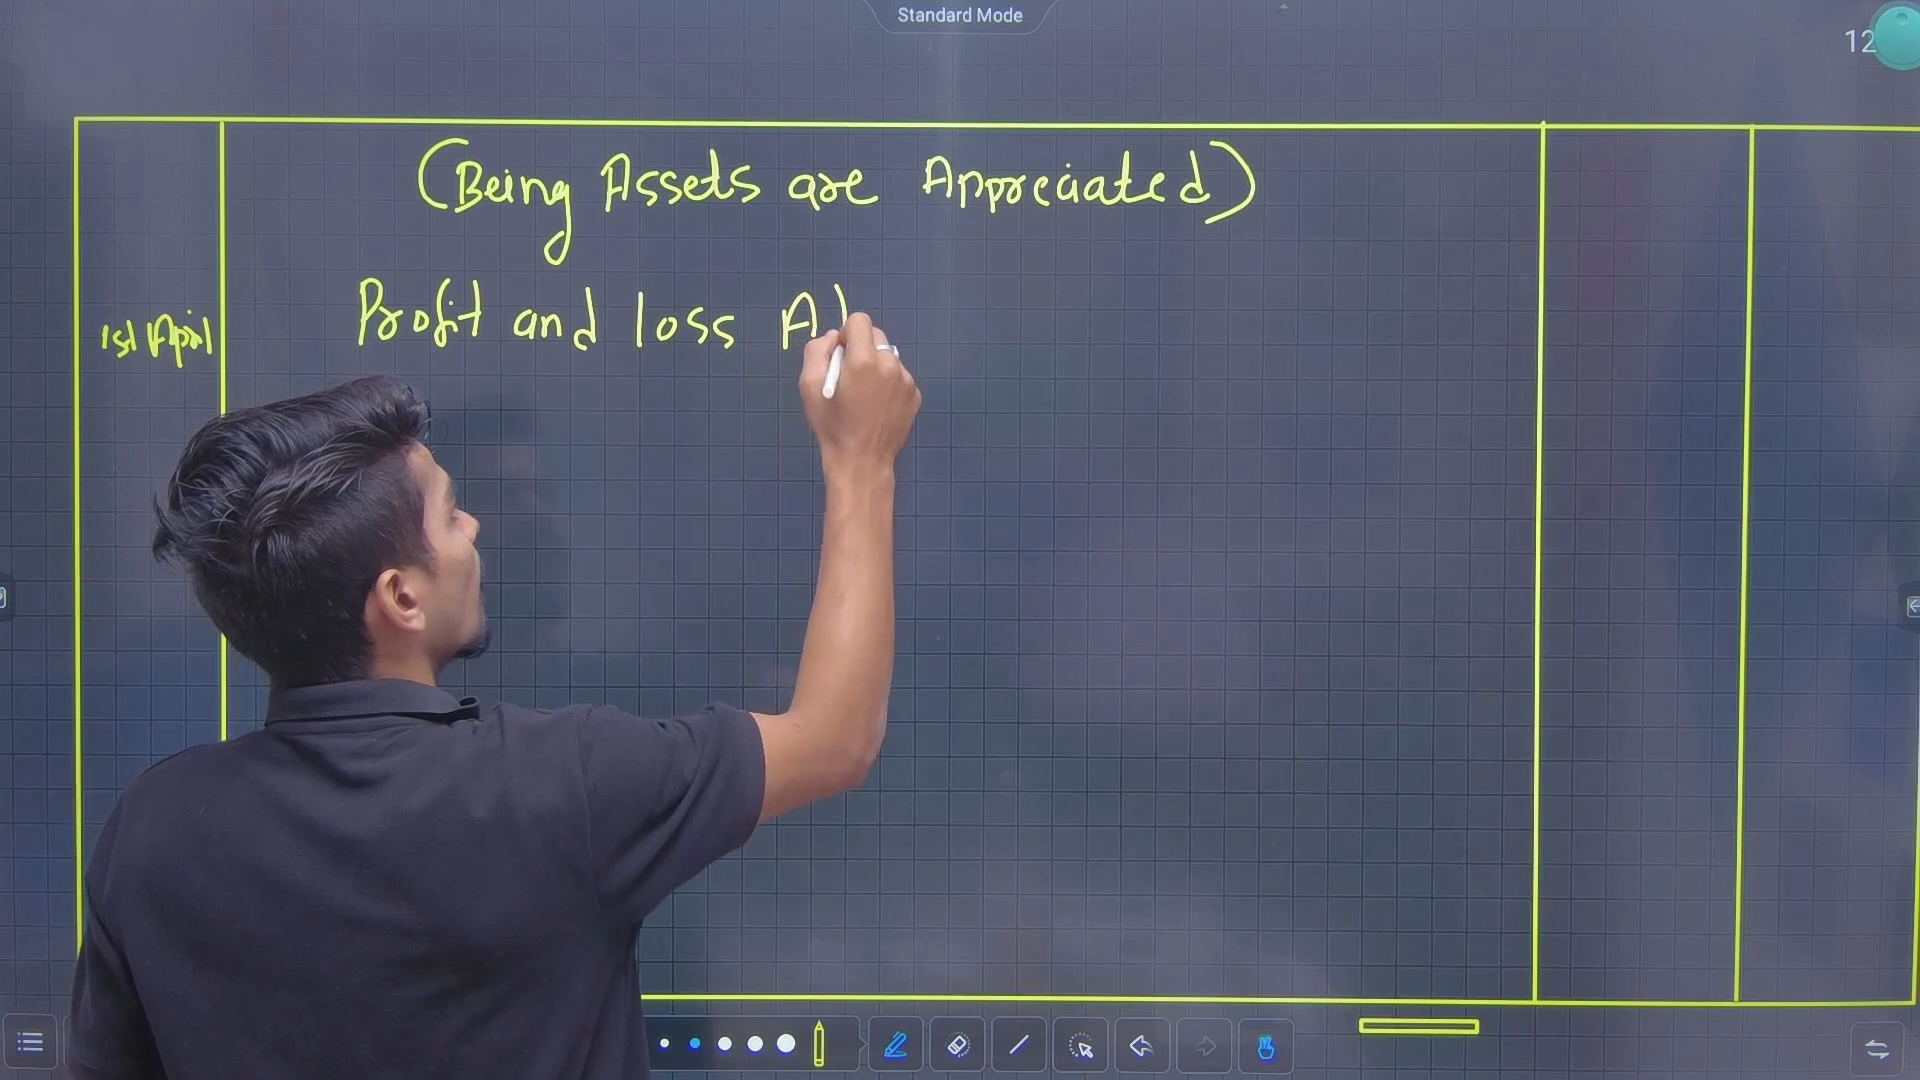 Standard Mode
12
(Being Assets are Appreciated)
1st April
Profit and loss A/